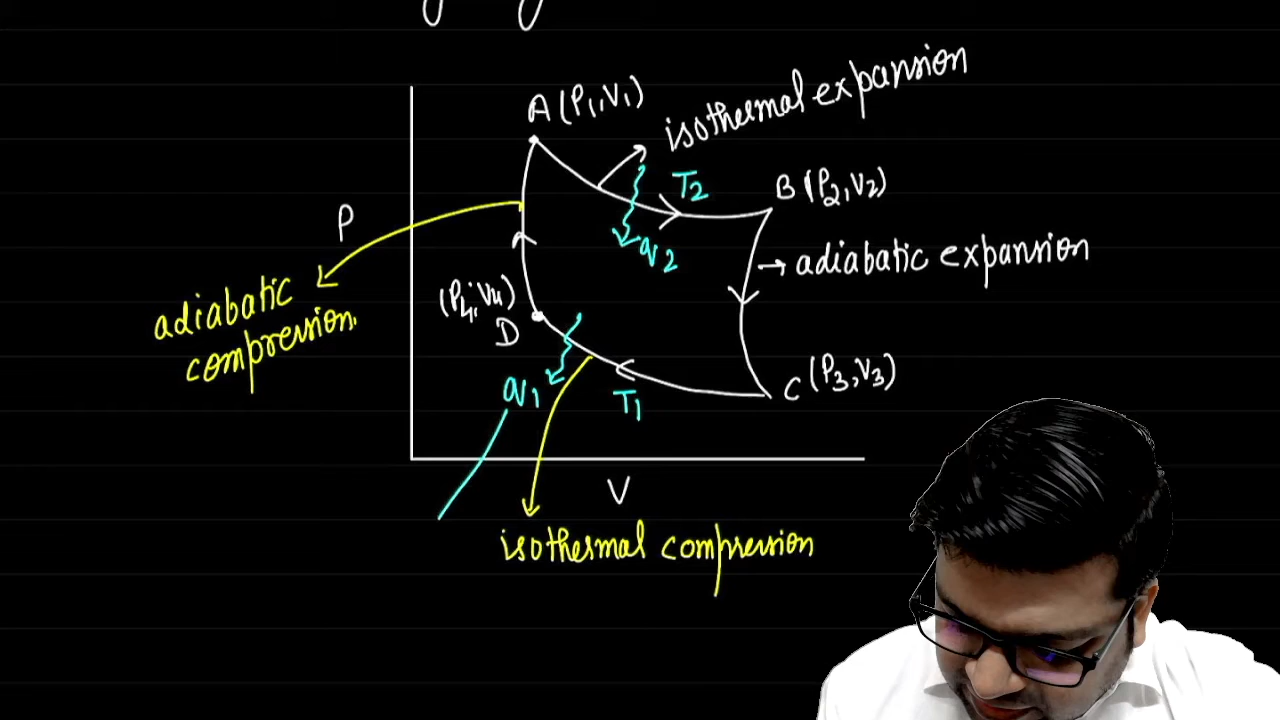 A (P1, V1)
isothermal expansion
T2
B (P2, V2)
P
q2
→ adiabatic expansion
adiabatic
compression.
(P4, V4)
D
q1
T1
C (P3, V3)
V
isothermal compression